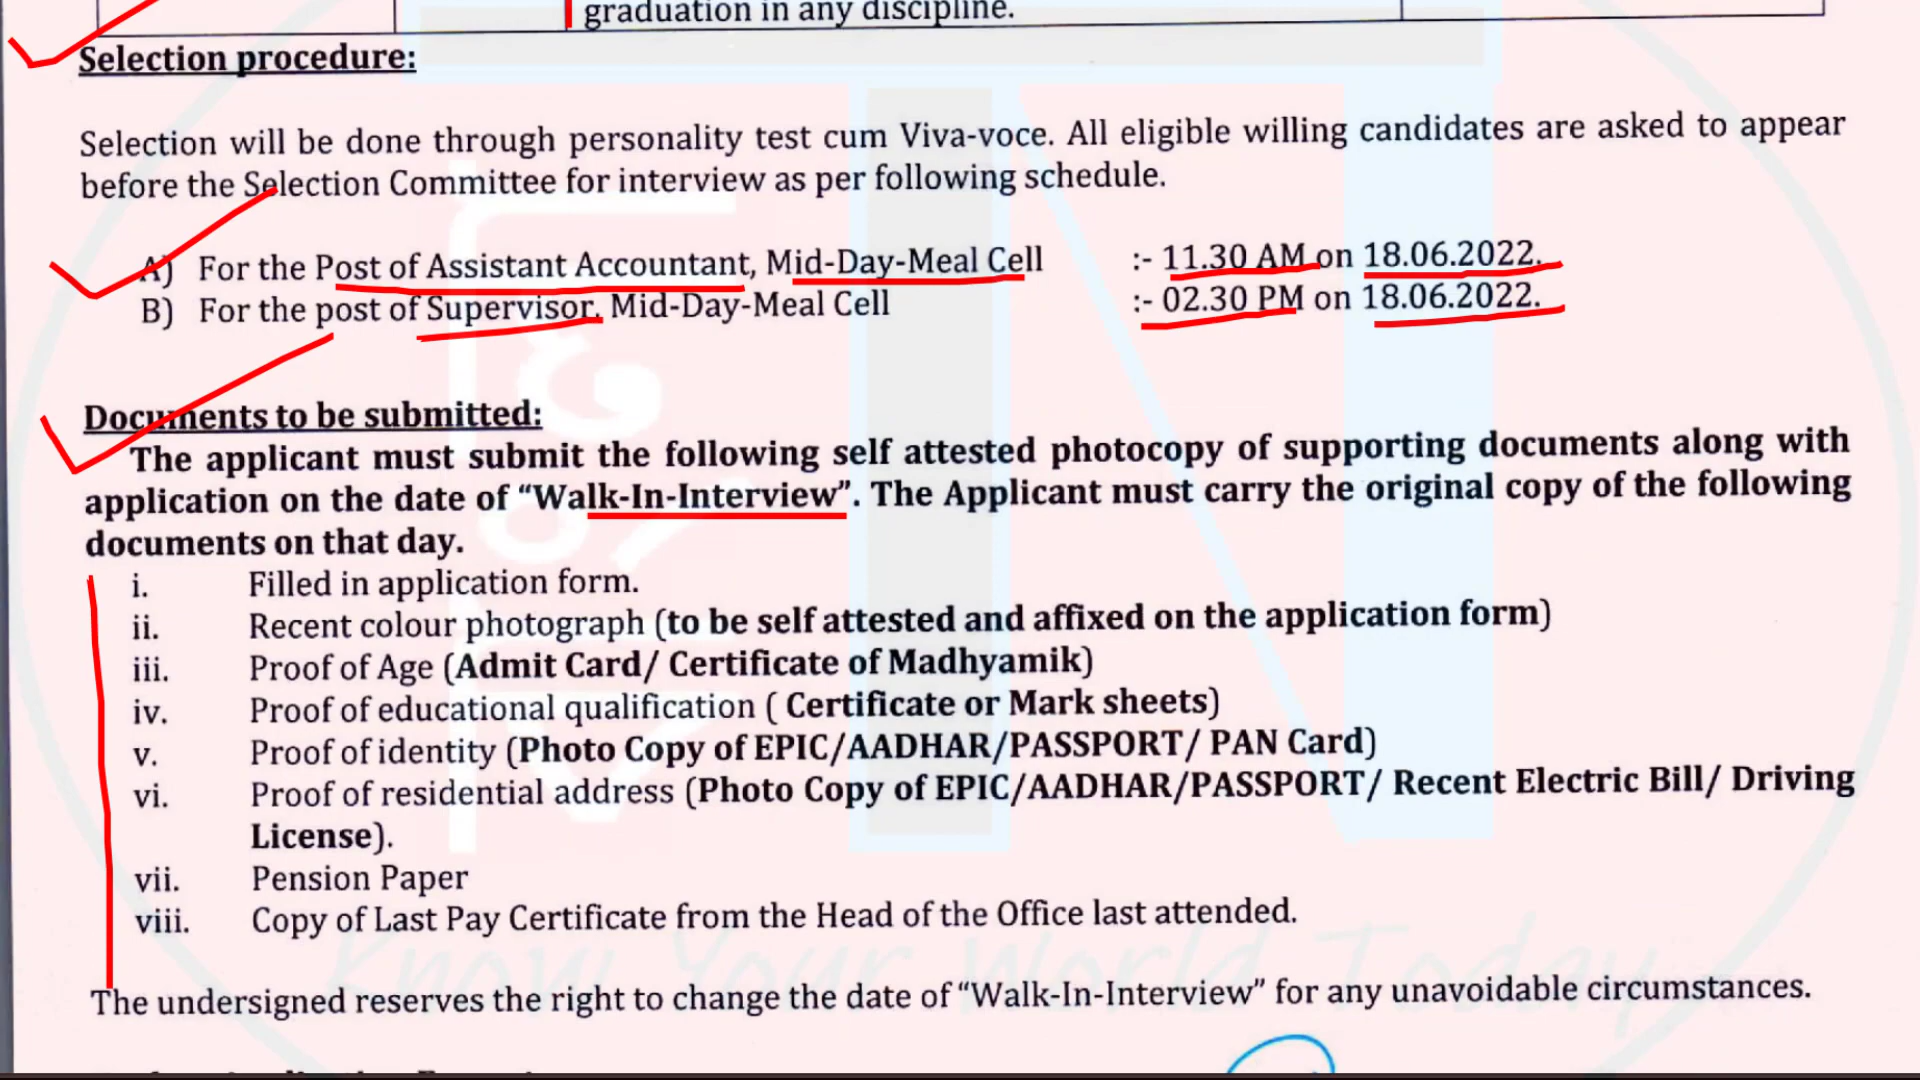 graduation in any discipline.
Selection procedure:
Selection will be done through personality test cum Viva-voce. All eligible willing candidates are asked to appear
before the Selection Committee for interview as per following schedule.
A) For the Post of Assistant Accountant, Mid-Day-Meal Cell :- 11.30 AM on 18.06.2022.
B) For the post of Supervisor, Mid-Day-Meal Cell :- 02.30 PM on 18.06.2022.
Documents to be submitted:
The applicant must submit the following self attested photocopy of supporting documents along with
application on the date of “Walk-In-Interview”. The Applicant must carry the original copy of the following
documents on that day.
i. Filled in application form.
ii. Recent colour photograph (to be self attested and affixed on the application form)
iii. Proof of Age (Admit Card/ Certificate of Madhyamik)
iv. Proof of educational qualification ( Certificate or Mark sheets)
v. Proof of identity (Photo Copy of EPIC/AADHAR/PASSPORT/ PAN Card)
vi. Proof of residential address (Photo Copy of EPIC/AADHAR/PASSPORT/ Recent Electric Bill/ Driving
License).
vii. Pension Paper
viii. Copy of Last Pay Certificate from the Head of the Office last attended.
Know Your World Today
The undersigned reserves the right to change the date of “Walk-In-Interview” for any unavoidable circumstances.